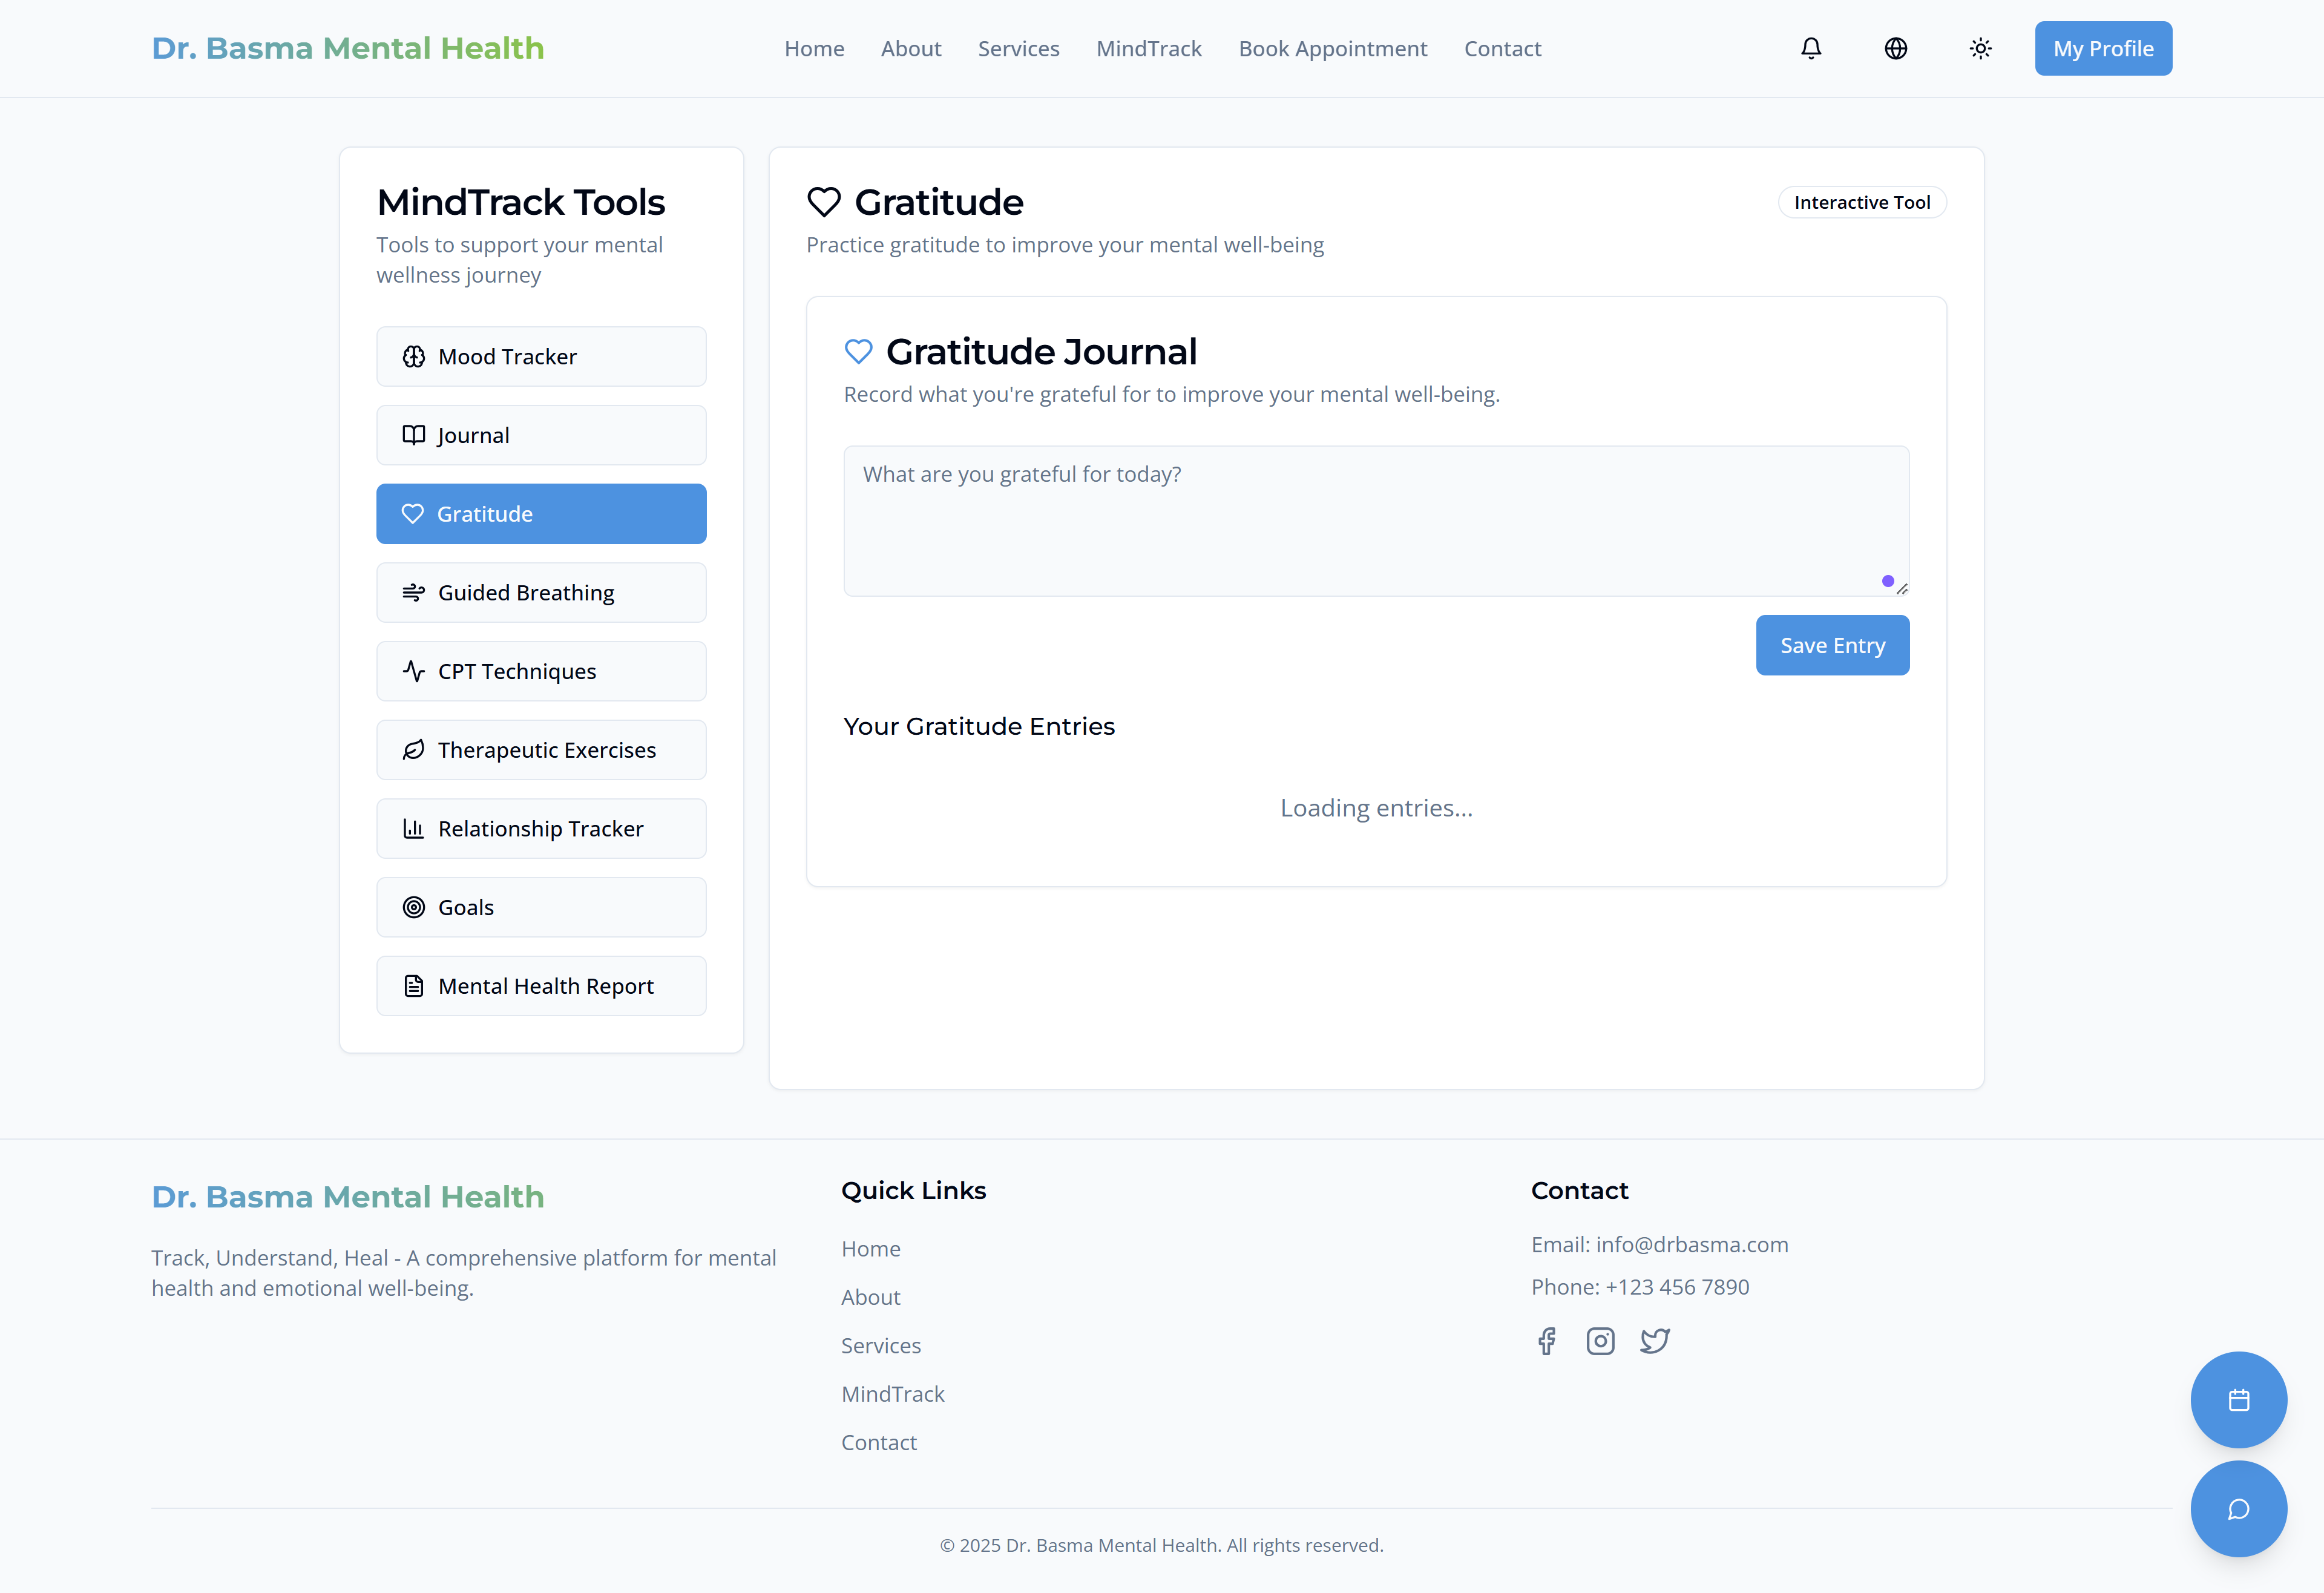 Dr. Basma Mental Health
Home
About
Services
MindTrack
Book Appointment
Contact
My Profile
MindTrack Tools
Tools to support your mental
wellness journey
Mood Tracker
Journal
Gratitude
Guided Breathing
CPT Techniques
Therapeutic Exercises
Relationship Tracker
Goals
Mental Health Report
Gratitude
Interactive Tool
Practice gratitude to improve your mental well-being
Gratitude Journal
Record what you're grateful for to improve your mental well-being.
What are you grateful for today?
Save Entry
Your Gratitude Entries
Loading entries...
Dr. Basma Mental Health
Track, Understand, Heal - A comprehensive platform for mental
health and emotional well-being.
Quick Links
Home
About
Services
MindTrack
Contact
Contact
Email: info@drbasma.com
Phone: +123 456 7890
© 2025 Dr. Basma Mental Health. All rights reserved.